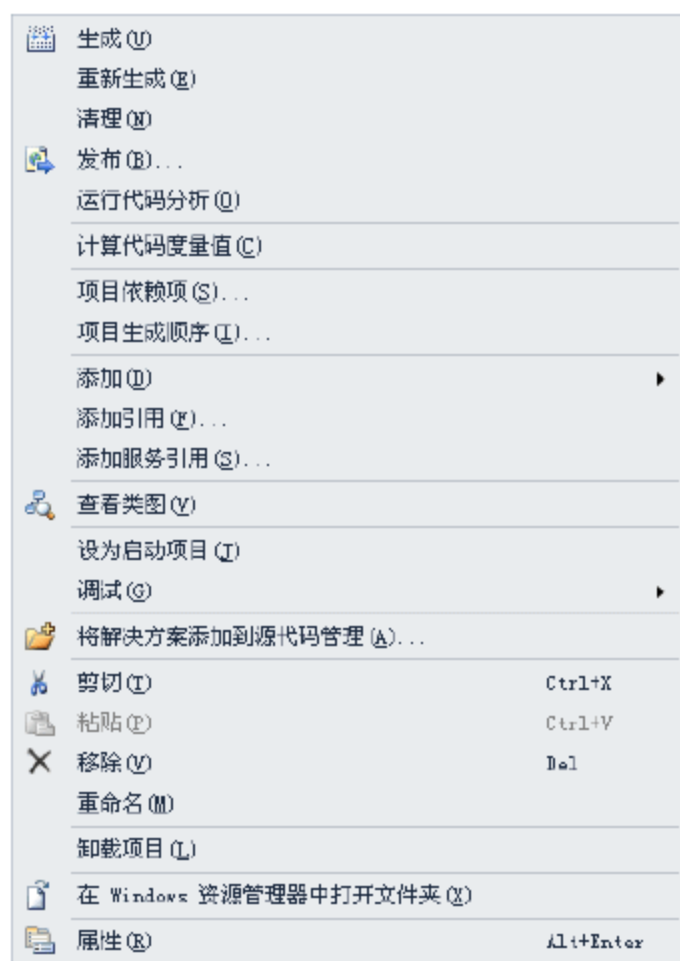 生成(U)
重新生成(E)
清理(N)
发布(B)...
运行代码分析(O)
计算代码度量值(C)
项目依赖项(S)...
项目生成顺序(I)...
添加(D)
添加引用(F)...
添加服务引用(S)...
查看类图(V)
设为启动项目(J)
调试(G)
将解决方案添加到源代码管理(A)...
剪切(T) Ctrl+X
粘贴(P) Ctrl+V
移除(V) Del
重命名(M)
卸载项目(L)
在 Windows 资源管理器中打开文件夹(X)
属性(R) Alt+Enter